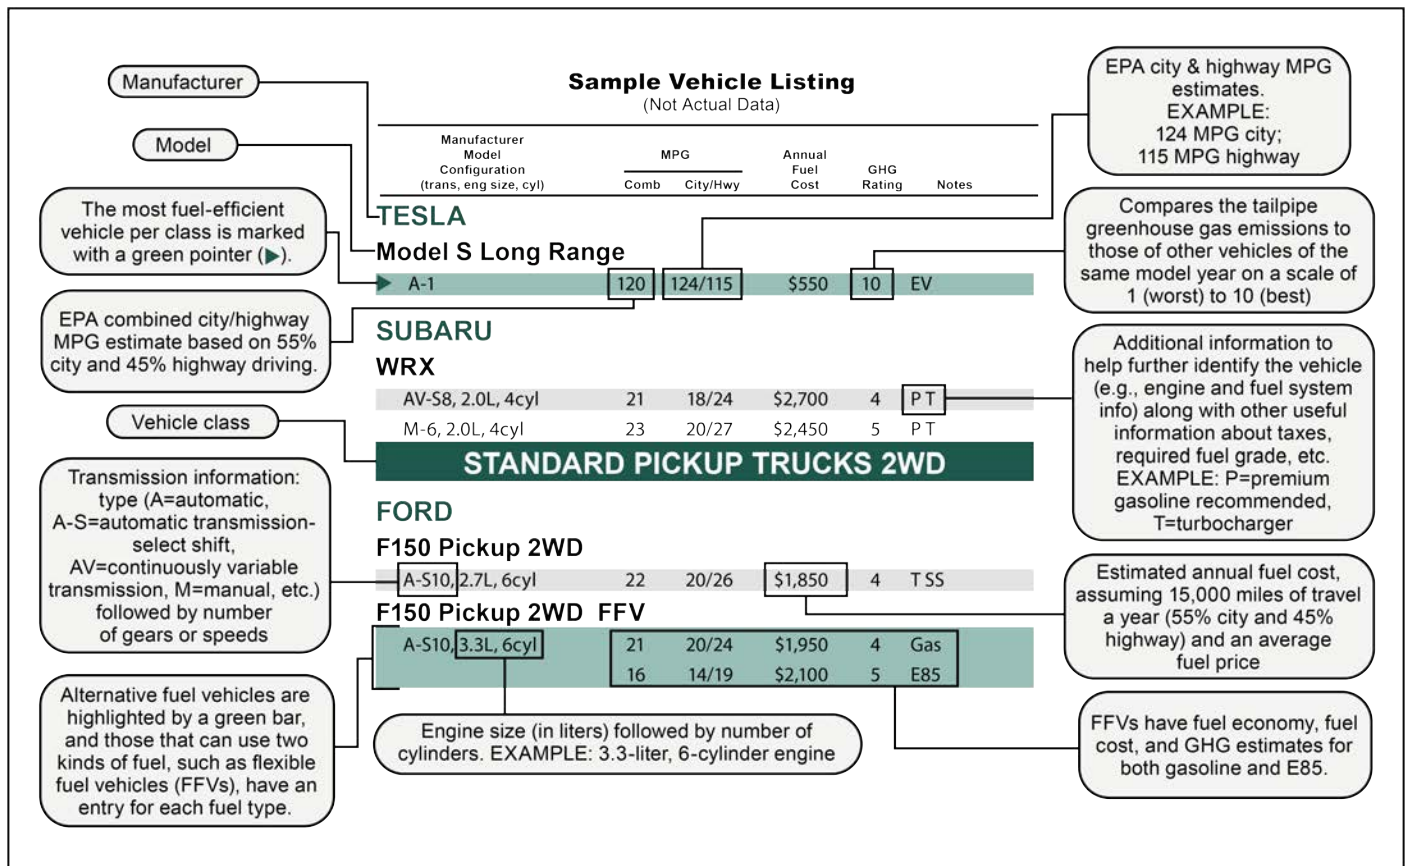 Sample Vehicle Listing
(Not Actual Data)
Manufacturer
Model
Configuration
(trans, eng size, cyl)
MPG
Comb City/Hwy
Annual
Fuel
Cost
GHG
Rating
Notes
TESLA
Model S Long Range
▶ A-1 120 124/115 $550 10 EV
SUBARU
WRX
AV-S8, 2.0L, 4cyl 21 18/24 $2,700 4 P T
M-6, 2.0L, 4cyl 23 20/27 $2,450 5 P T
STANDARD PICKUP TRUCKS 2WD
FORD
F150 Pickup 2WD
A-S10, 2.7L, 6cyl 22 20/26 $1,850 4 T SS
F150 Pickup 2WD FFV
A-S10, 3.3L, 6cyl 21 20/24 $1,950 4 Gas
16 14/19 $2,100 5 E85
Manufacturer
Model
The most fuel-efficient
vehicle per class is marked
with a green pointer (▶).
EPA combined city/highway
MPG estimate based on 55%
city and 45% highway driving.
Vehicle class
Transmission information:
type (A=automatic,
A-S=automatic transmission-
select shift,
AV=continuously variable
transmission, M=manual, etc.)
followed by number
of gears or speeds
Alternative fuel vehicles are
highlighted by a green bar,
and those that can use two
kinds of fuel, such as flexible
fuel vehicles (FFVs), have an
entry for each fuel type.
Engine size (in liters) followed by number of
cylinders. EXAMPLE: 3.3-liter, 6-cylinder engine
EPA city & highway MPG
estimates.
EXAMPLE:
124 MPG city;
115 MPG highway
Compares the tailpipe
greenhouse gas emissions to
those of other vehicles of the
same model year on a scale of
1 (worst) to 10 (best)
Additional information to
help further identify the vehicle
(e.g., engine and fuel system
info) along with other useful
information about taxes,
required fuel grade, etc.
EXAMPLE: P=premium
gasoline recommended,
T=turbocharger
Estimated annual fuel cost,
assuming 15,000 miles of travel
a year (55% city and 45%
highway) and an average
fuel price
FFVs have fuel economy, fuel
cost, and GHG estimates for
both gasoline and E85.